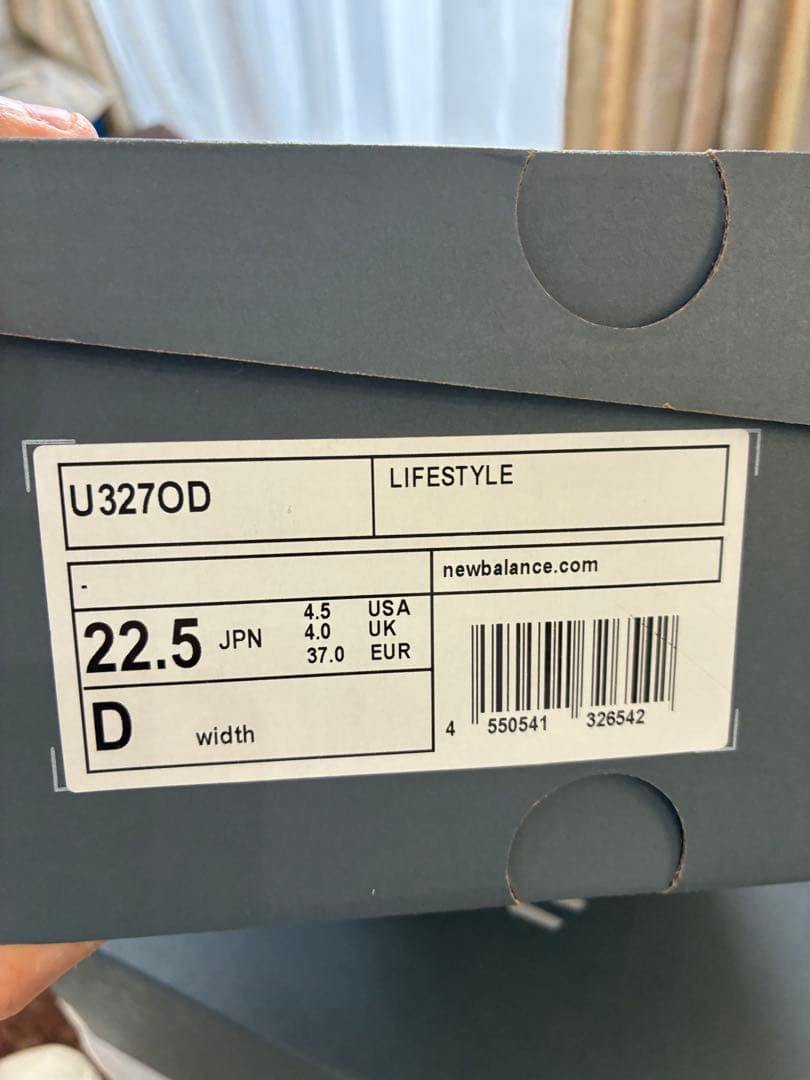 U327OD
LIFESTYLE
-
newbalance.com
22.5 JPN
4.5 USA
4.0 UK
37.0 EUR
D width
4 550541 326542